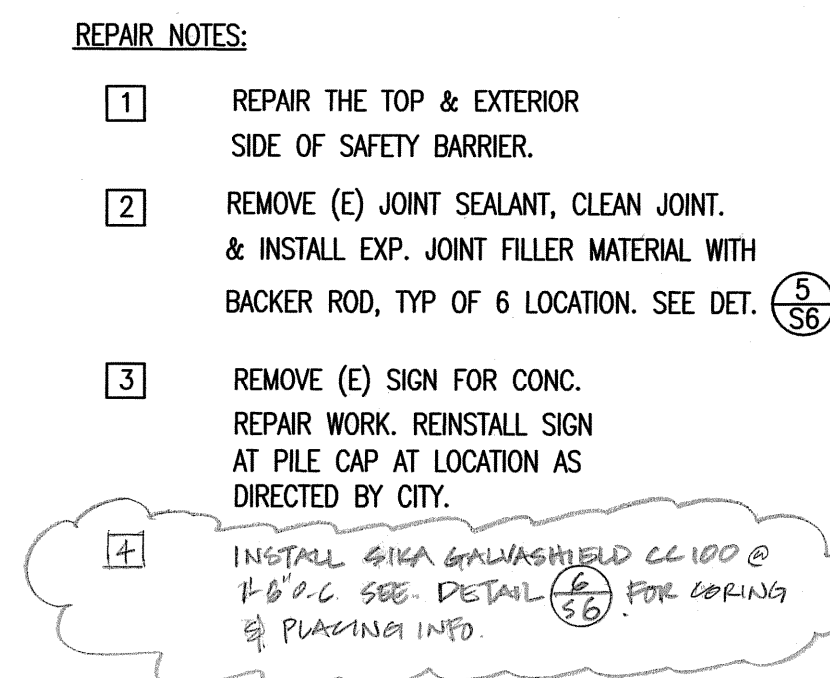 REPAIR NOTES:
1 REPAIR THE TOP & EXTERIOR
SIDE OF SAFETY BARRIER.
2 REMOVE (E) JOINT SEALANT, CLEAN JOINT.
& INSTALL EXP. JOINT FILLER MATERIAL WITH
BACKER ROD, TYP OF 6 LOCATION. SEE DET. 5
S6
3 REMOVE (E) SIGN FOR CONC.
REPAIR WORK. REINSTALL SIGN
AT PILE CAP AT LOCATION AS
DIRECTED BY CITY.
4 INSTALL SIKA GALVASHIELD CC100 @
1'-6" O.C. SEE DETAIL 6 FOR CORING
S6
& PLACING INFO.